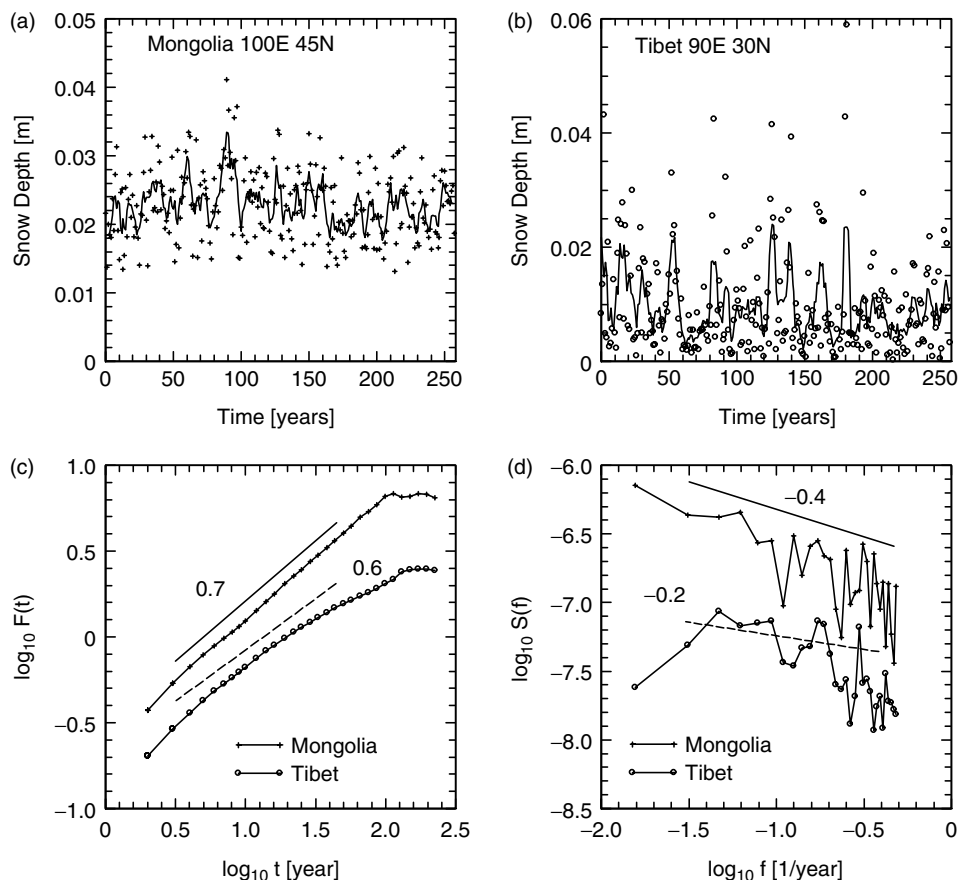 (a)
Mongolia 100E 45N
Snow Depth [m]
0.05
0.04
0.03
0.02
0.01
0
0 50 100 150 200 250
Time [years]
(b)
Tibet 90E 30N
Snow Depth [m]
0.06
0.04
0.02
0
0 50 100 150 200 250
Time [years]
(c)
log10 F(t)
1.0
0.5
0
−0.5
−1.0
0.7
0.6
Mongolia
Tibet
0 0.5 1.0 1.5 2.0 2.5
log10 t [year]
(d)
log10 S(f)
−6.0
−6.5
−7.0
−7.5
−8.0
−8.5
−0.4
−0.2
Mongolia
Tibet
−2.0 −1.5 −1.0 −0.5 0
log10 f [1/year]